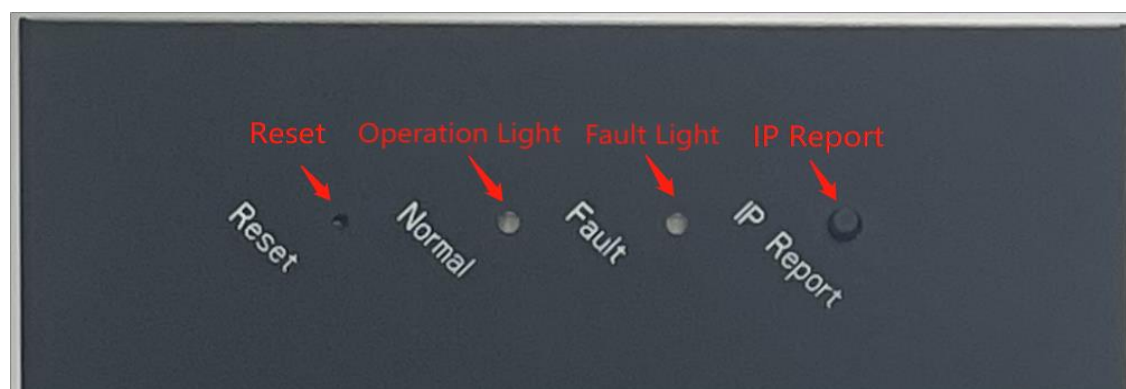 Reset
Operation Light
Fault Light
IP Report
Reset
Normal
Fault
IP Report